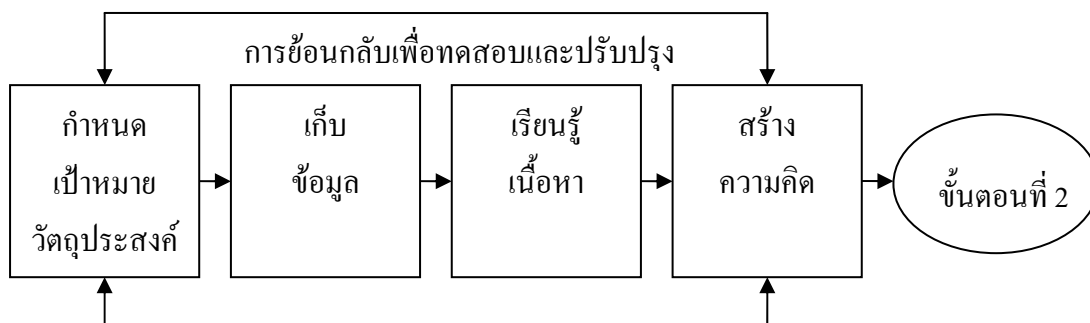 การย้อนกลับเพื่อทดสอบและปรับปรุง
กำหนด
เป้าหมาย
วัตถุประสงค์
เก็บ
ข้อมูล
เรียนรู้
เนื้อหา
สร้าง
ความคิด
ขั้นตอนที่ 2